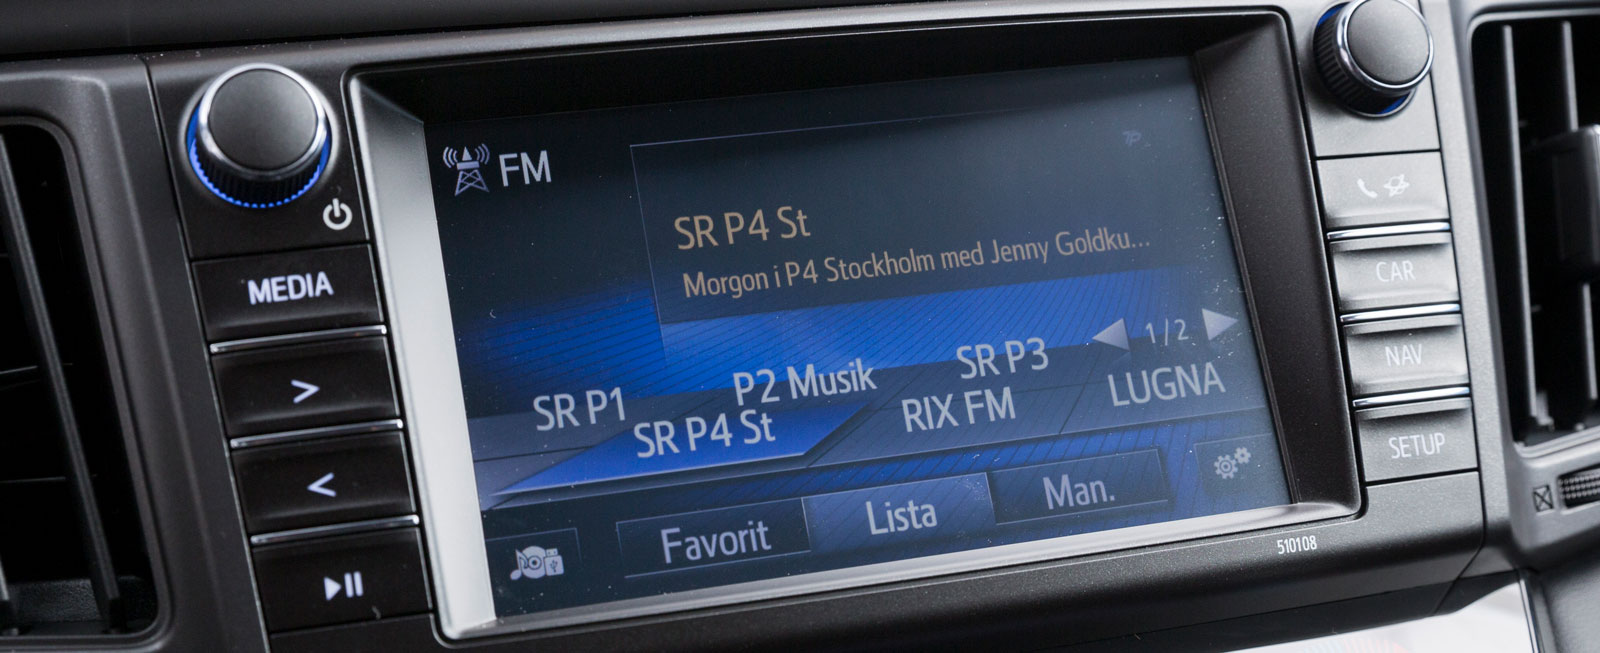 FM
TP
SR P4 St
Morgon i P4 Stockholm med Jenny Goldku...
1/2
SR P1
P2 Musik
SR P3
SR P4 St
RIX FM
LUGNA
Favorit
Lista
Man.
MEDIA
>
<
CAR
NAV
SETUP
510108